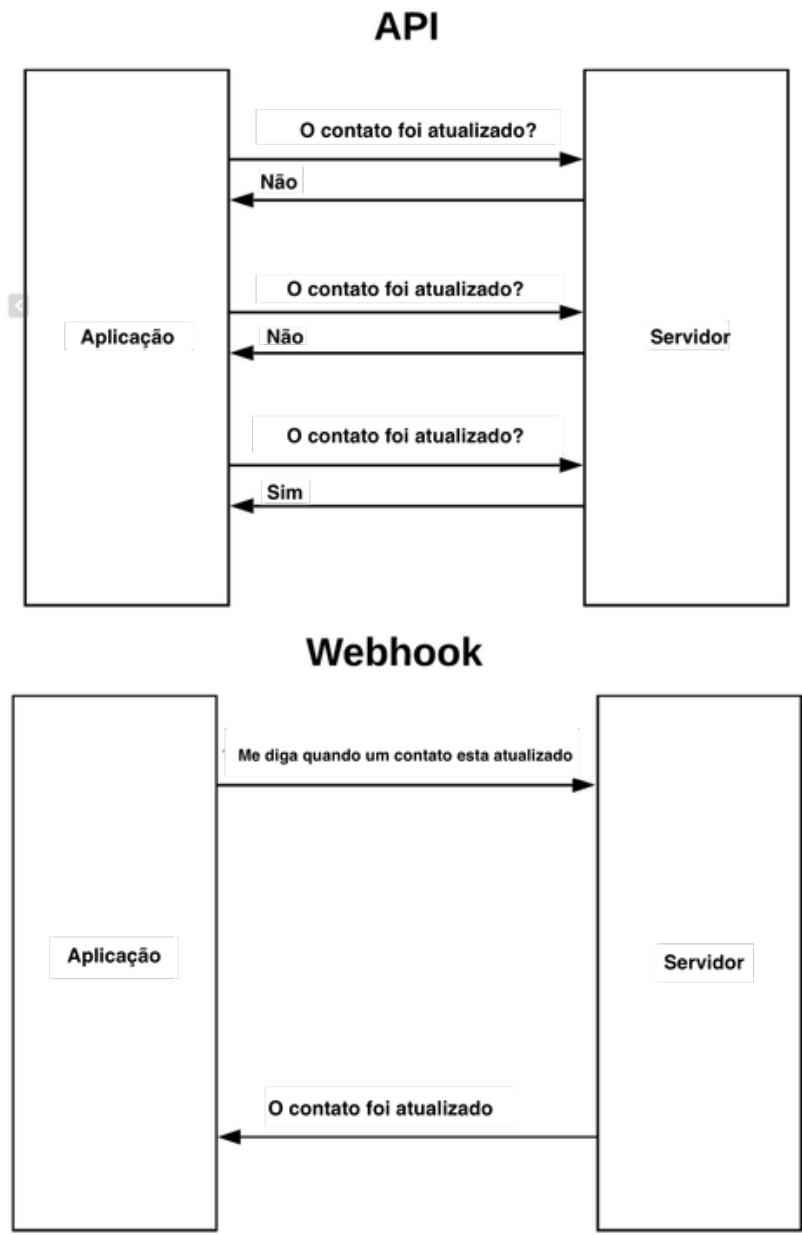 API
O contato foi atualizado?
Não
O contato foi atualizado?
Aplicação
Não
Servidor
O contato foi atualizado?
Sim
Webhook
Me diga quando um contato esta atualizado
Aplicação
Servidor
O contato foi atualizado